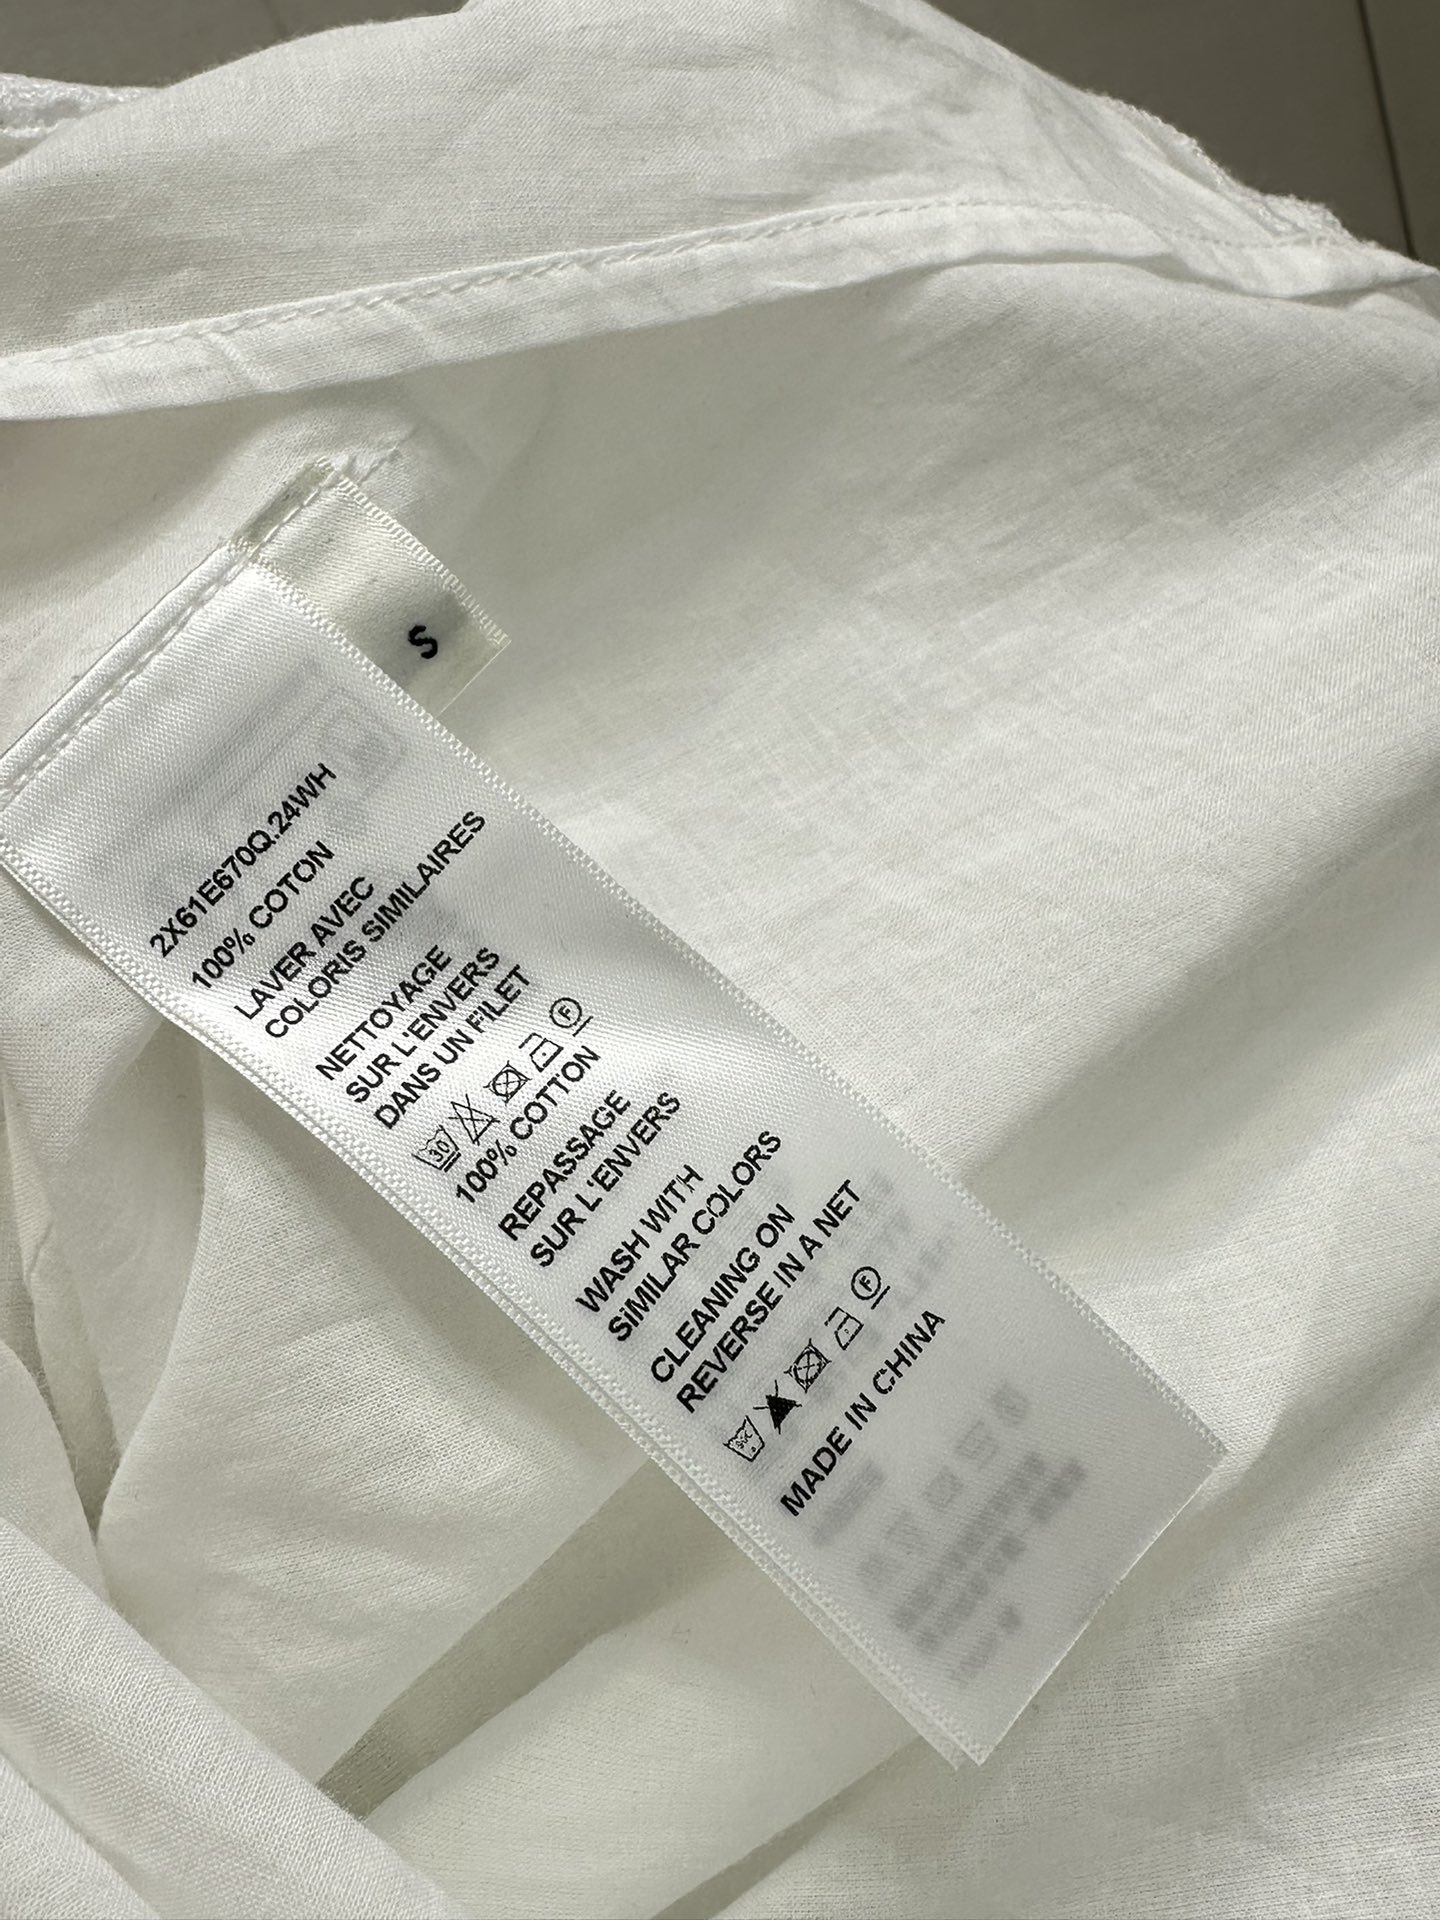 S
2X61E670Q.24WH
100% COTON
LAVER AVEC
COLORIS SIMILAIRES
NETTOYAGE
SUR L'ENVERS
DANS UN FILET
30
F
100% COTTON
REPASSAGE
SUR L'ENVERS
WASH WITH
SiMILAR COLORS
CLEANING ON
REVERSE IN A NET
F
MADE IN CHINA